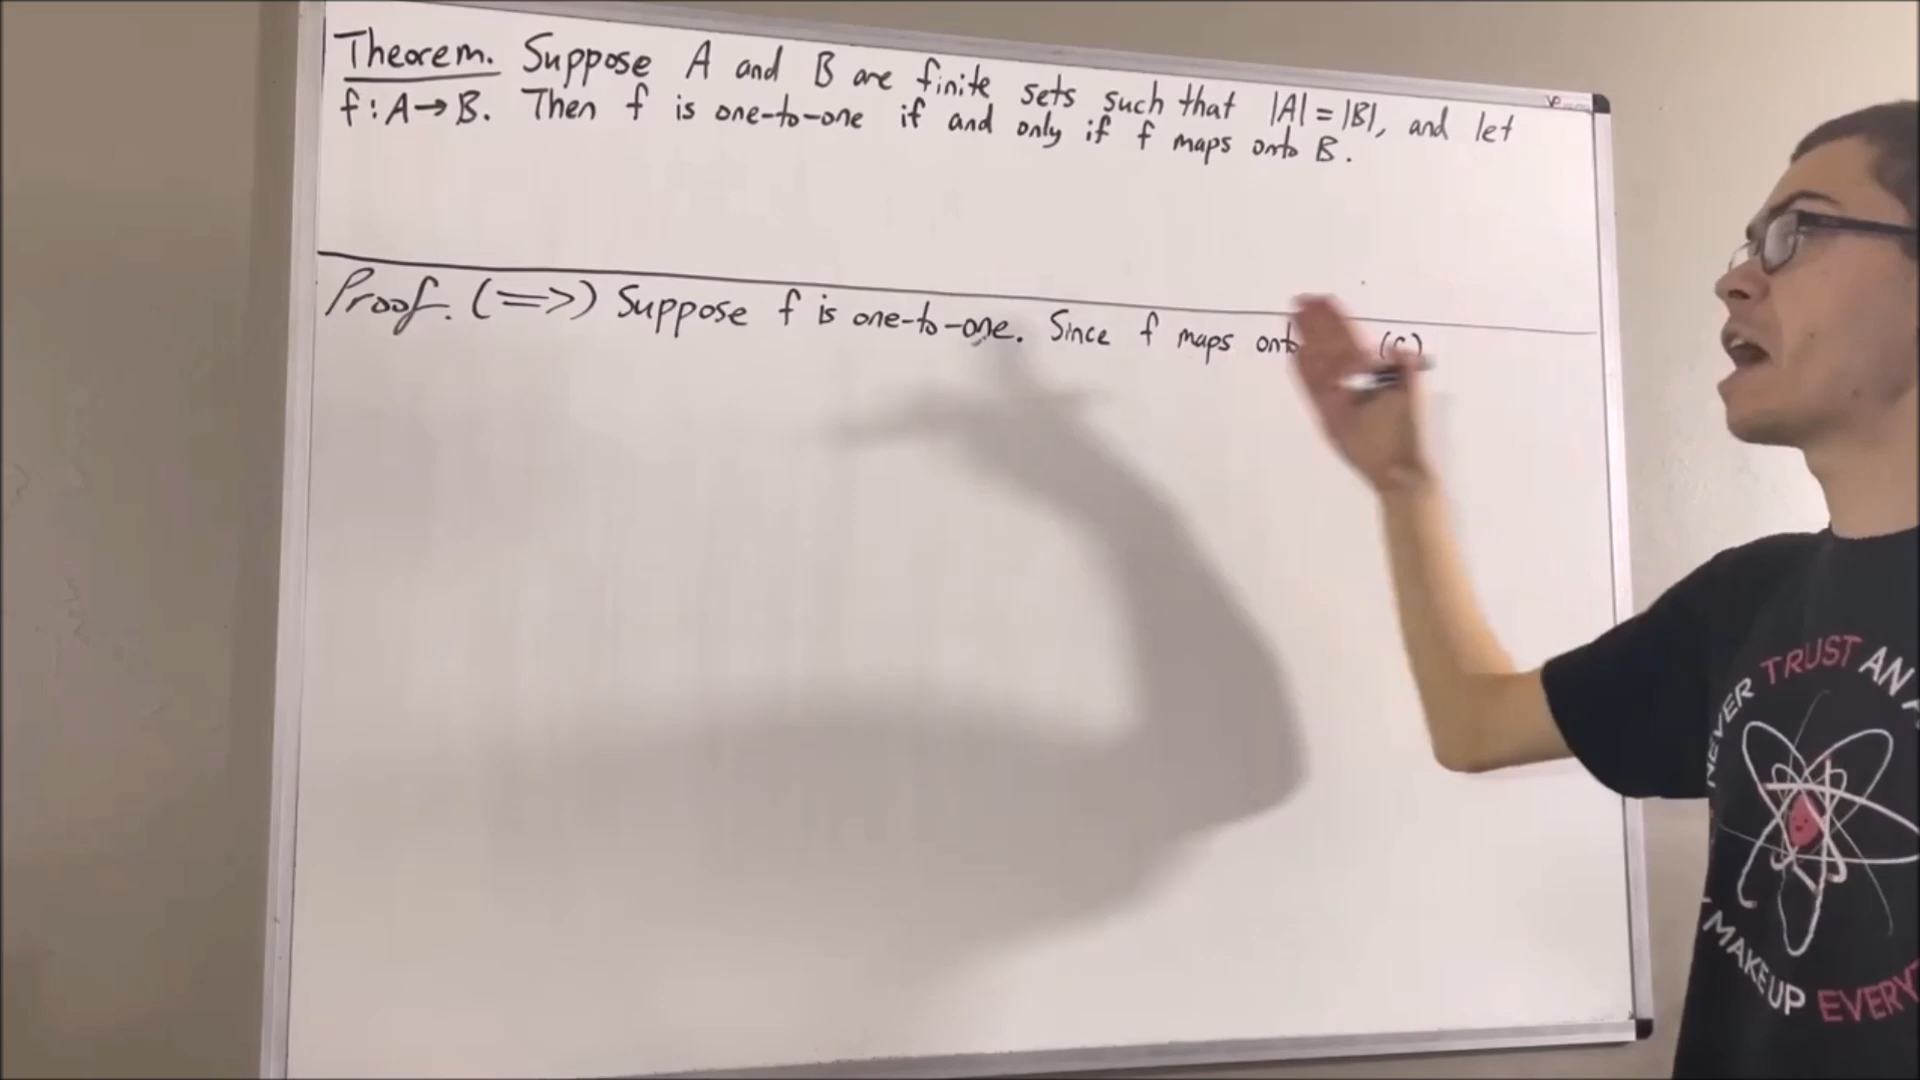 Theorem. Suppose A and B are finite sets such that |A| = |B|, and let
f : A → B. Then f is one-to-one if and only if f maps onto B.
Proof. (=>) Suppose f is one-to-one. Since f maps onto
NEVER TRUST AN
MAKE UP EVERY